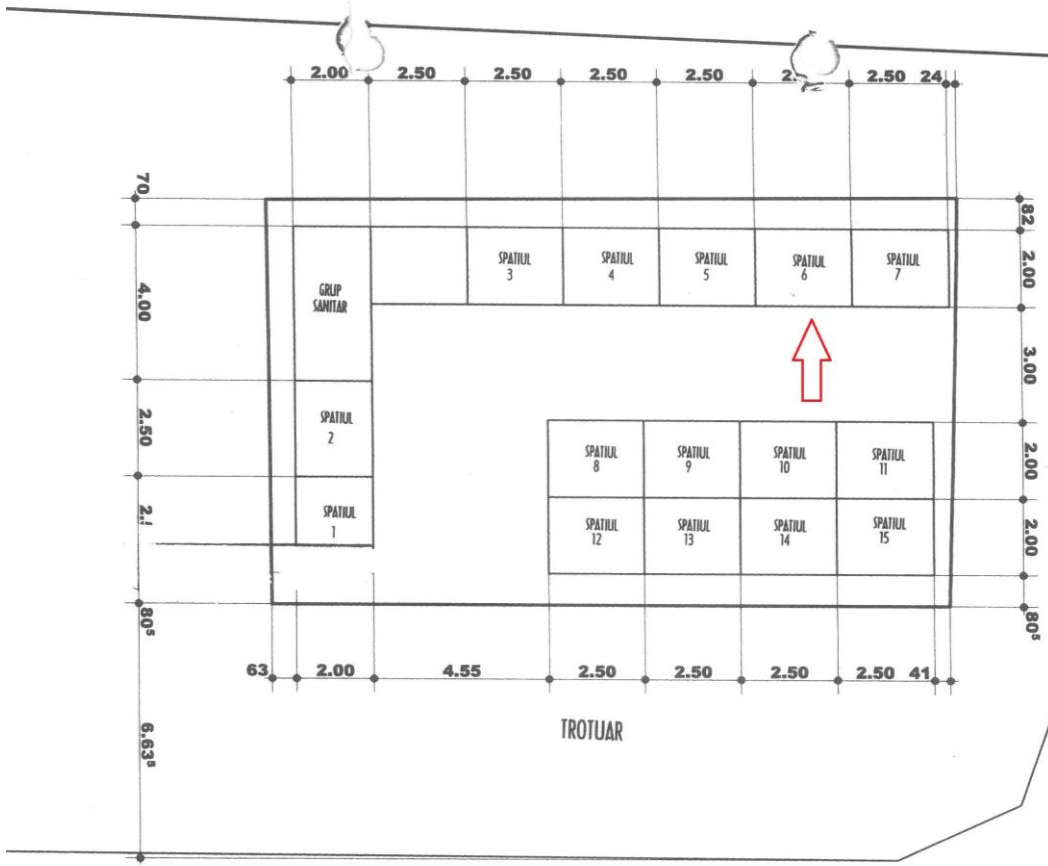 2.00 2.50 2.50 2.50 2.50 2.50 24
70
82
4.00
2.00
GRUP
SANITAR
SPATIUL
3
SPATIUL
4
SPATIUL
5
SPATIUL
6
SPATIUL
7
3.00
2.50
SPATIUL
2
SPATIUL
8
SPATIUL
9
SPATIUL
10
SPATIUL
11
2.00
SPATIUL
1
SPATIUL
12
SPATIUL
13
SPATIUL
14
SPATIUL
15
2.00
80⁵
80⁵
63 2.00 4.55 2.50 2.50 2.50 2.50 41
6.63⁵
TROTUAR